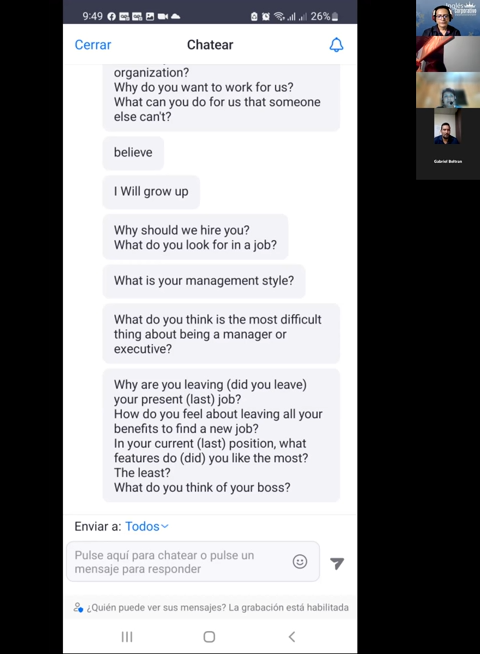 9:49
26%
Cerrar
Chatear
organization?
Why do you want to work for us?
What can you do for us that someone
else can't?
believe
I Will grow up
Why should we hire you?
What do you look for in a job?
What is your management style?
What do you think is the most difficult
thing about being a manager or
executive?
Why are you leaving (did you leave)
your present (last) job?
How do you feel about leaving all your
benefits to find a new job?
In your current (last) position, what
features do (did) you like the most?
The least?
What do you think of your boss?
Enviar a: Todos
Pulse aquí para chatear o pulse un
mensaje para responder
¿Quién puede ver sus mensajes? La grabación está habilitada
Inglés
Corporativo
Gabriel Beltran